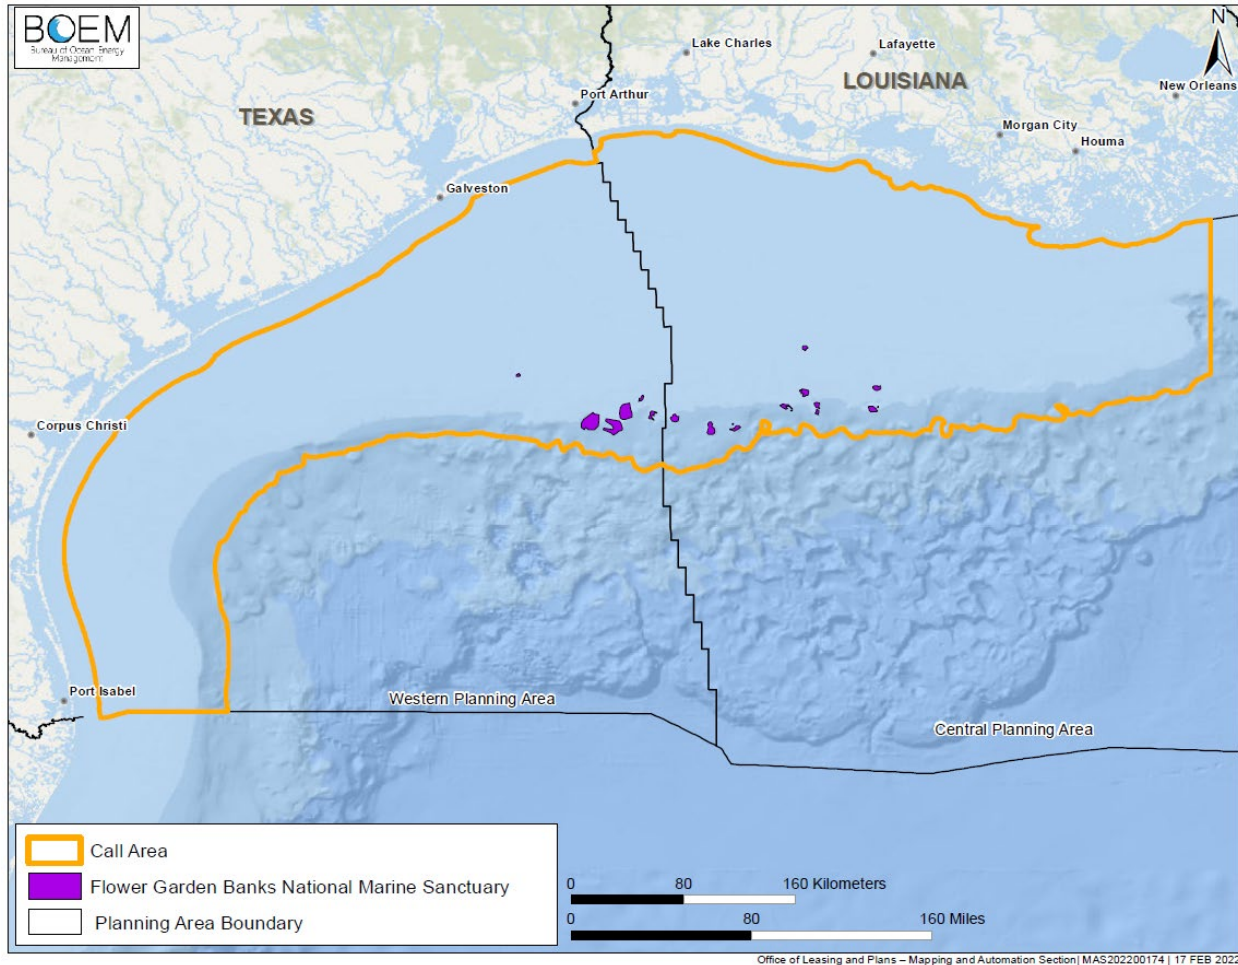 BOEM
Bureau of Ocean Energy
Management
N
Lake Charles
Lafayette
LOUISIANA
New Orleans
Port Arthur
TEXAS
Morgan City
Houma
Galveston
Corpus Christi
Port Isabel
Western Planning Area
Central Planning Area
Call Area
Flower Garden Banks National Marine Sanctuary
Planning Area Boundary
0 80 160 Kilometers
0 80 160 Miles
Office of Leasing and Plans – Mapping and Automation Section| MAS202200174 | 17 FEB 2022